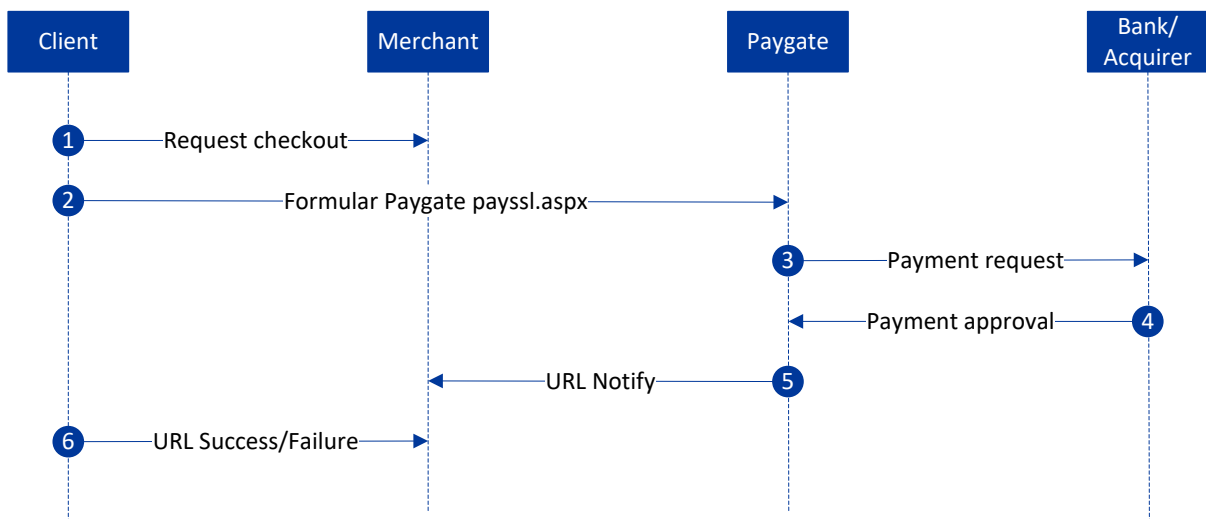 Client
Merchant
Paygate
Bank/
Acquirer
1
Request checkout
2
Formular Paygate payssl.aspx
3
Payment request
Payment approval
4
URL Notify
5
6
URL Success/Failure